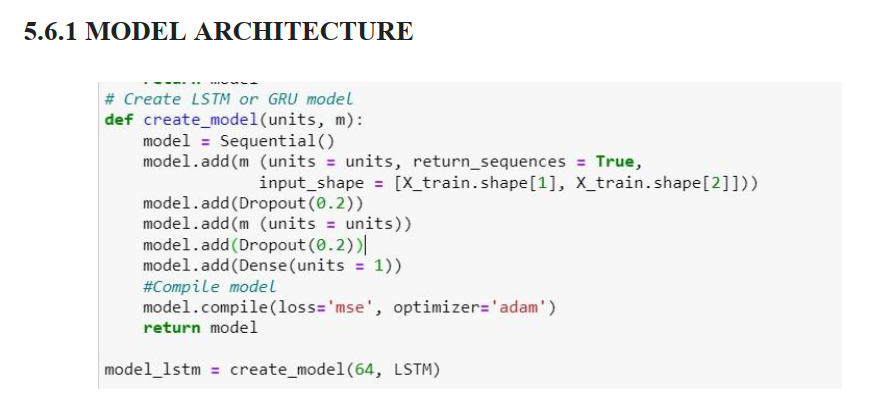 5.6.1 MODEL ARCHITECTURE
# Create LSTM or GRU model
def create_model(units, m):
    model = Sequential()
    model.add(m (units = units, return_sequences = True,
                input_shape = [X_train.shape[1], X_train.shape[2]]))
    model.add(Dropout(0.2))
    model.add(m (units = units))
    model.add(Dropout(0.2))
    model.add(Dense(units = 1))
    #Compile model
    model.compile(loss='mse', optimizer='adam')
    return model
model_lstm = create_model(64, LSTM)